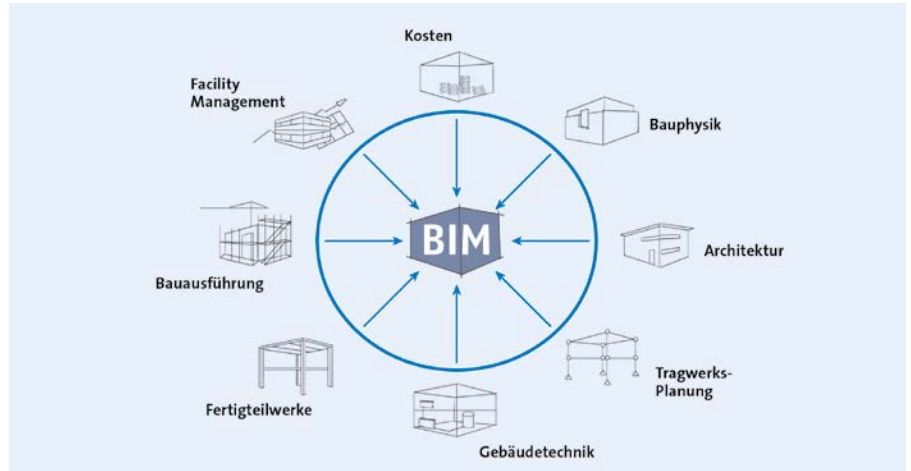 Kosten
Facility
Management
Bauphysik
BIM
Architektur
Bauausführung
Tragwerks-
Planung
Fertigteilwerke
Gebäudetechnik